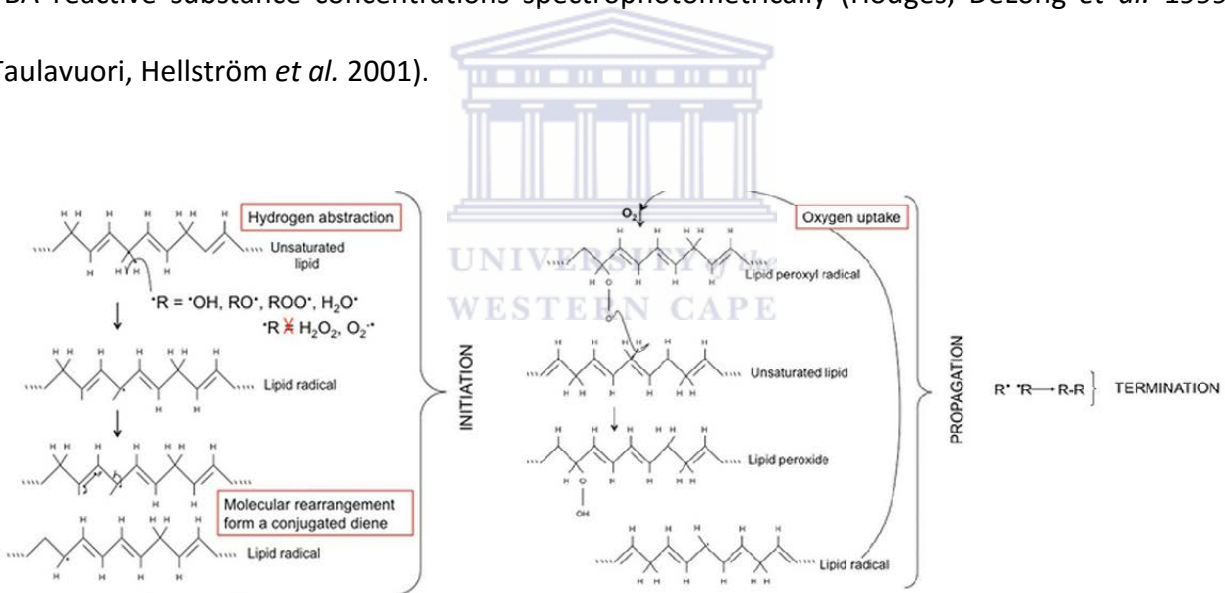 BA reactive substance concentrations spectrophotometrically (Hodges, DeLong et al. 1999
Taulavuori, Hellström et al. 2001).
UNIVERSITY of the
WESTERN CAPE
H H H H H H H
Hydrogen abstraction
Unsaturated
lipid
H H H H
•R = •OH, RO•, ROO•, H₂O•
•R ≠ H₂O₂, O₂•-
H H H H H H H
Lipid radical
H H
H H H H H H H
H H
Molecular rearrangement
form a conjugated diene
H H H H H H
Lipid radical
H H H H
INITIATION
O₂
Oxygen uptake
H H H H H
H O H H H
Lipid peroxyl radical
O
H H H H H H
Unsaturated lipid
H H H H H
H H H H H
Lipid peroxide
H O H H H H
OH
H H H H H
Lipid radical
H H H H H
PROPAGATION
R• •R R-R
TERMINATION